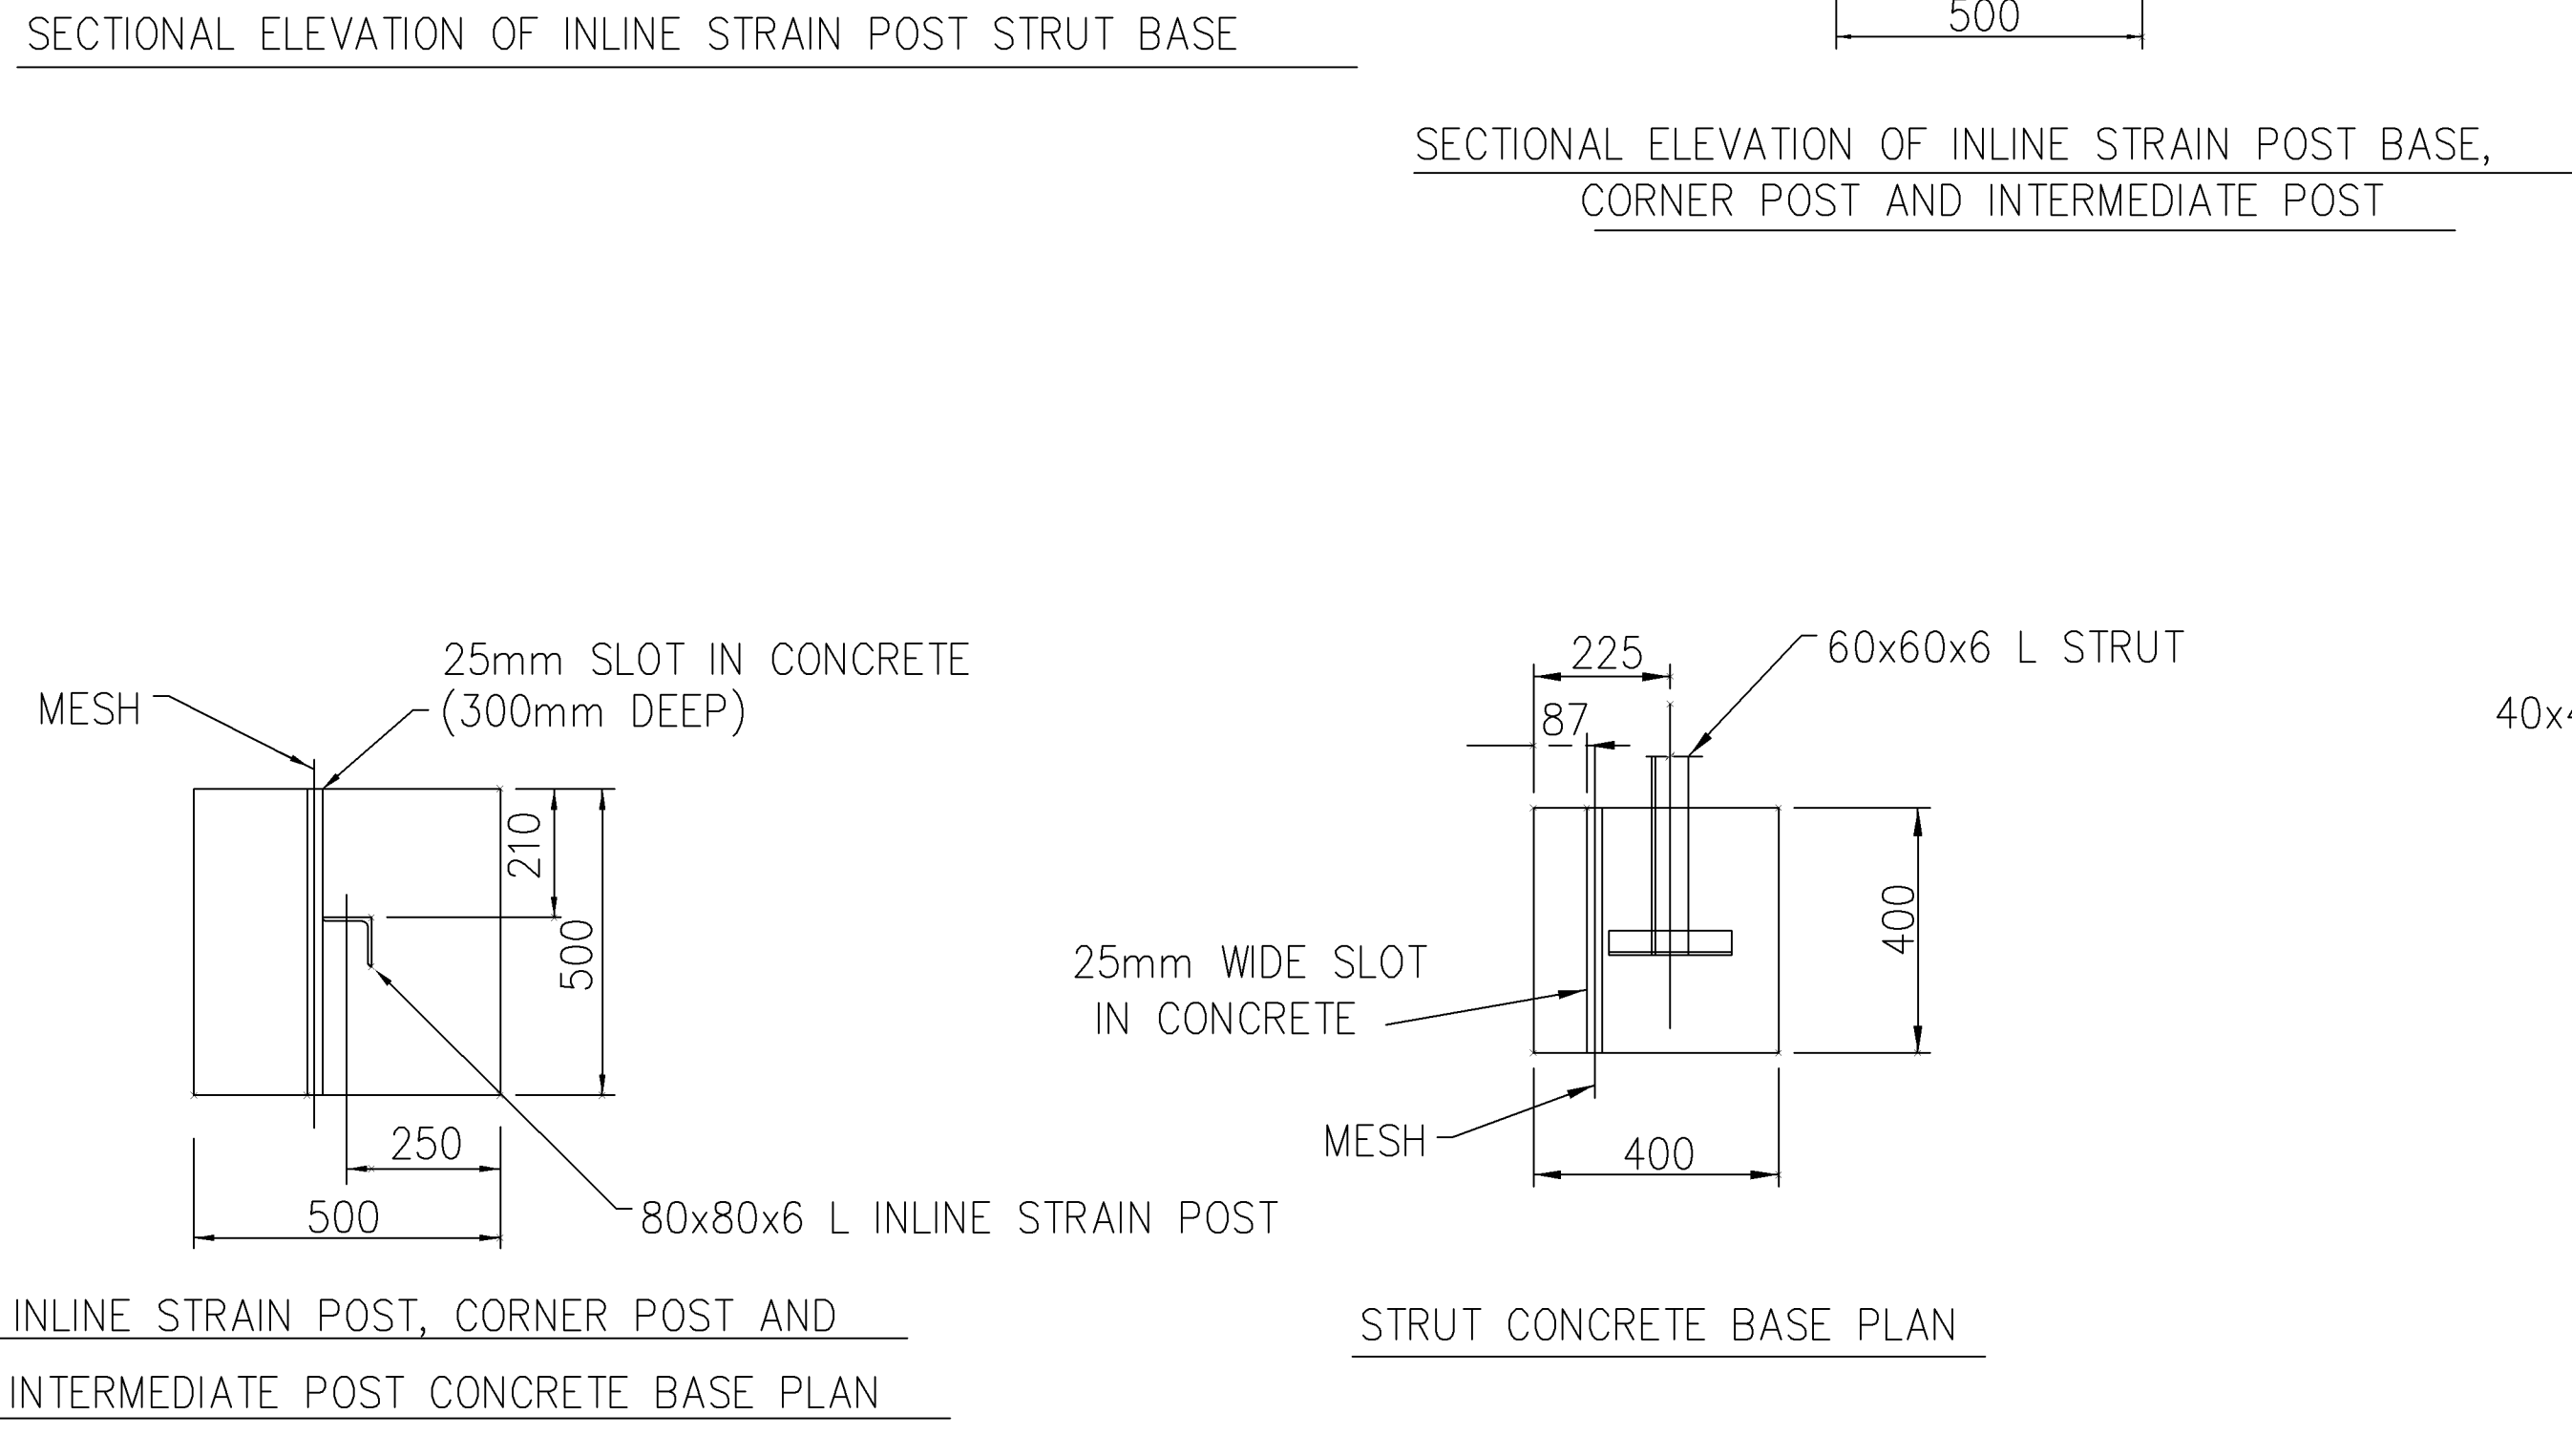 SECTIONAL ELEVATION OF INLINE STRAIN POST STRUT BASE
500
SECTIONAL ELEVATION OF INLINE STRAIN POST BASE,
CORNER POST AND INTERMEDIATE POST
25mm SLOT IN CONCRETE
(300mm DEEP)
MESH
210
500
250
500
80x80x6 L INLINE STRAIN POST
INLINE STRAIN POST, CORNER POST AND
INTERMEDIATE POST CONCRETE BASE PLAN
225
60x60x6 L STRUT
87
400
25mm WIDE SLOT
IN CONCRETE
MESH
400
STRUT CONCRETE BASE PLAN